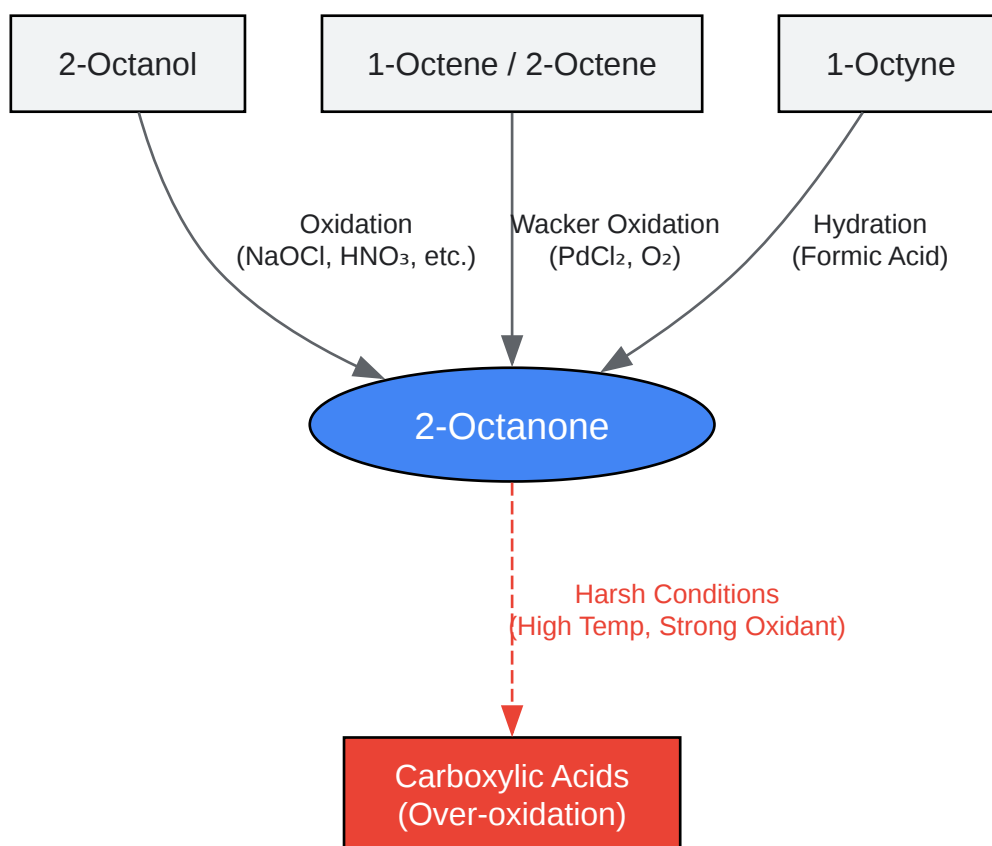 2-Octanol
1-Octene / 2-Octene
1-Octyne
Oxidation
(NaOCl, HNO₃, etc.)
Wacker Oxidation
(PdCl₂, O₂)
Hydration
(Formic Acid)
2-Octanone
Harsh Conditions
(High Temp, Strong Oxidant)
Carboxylic Acids
(Over-oxidation)